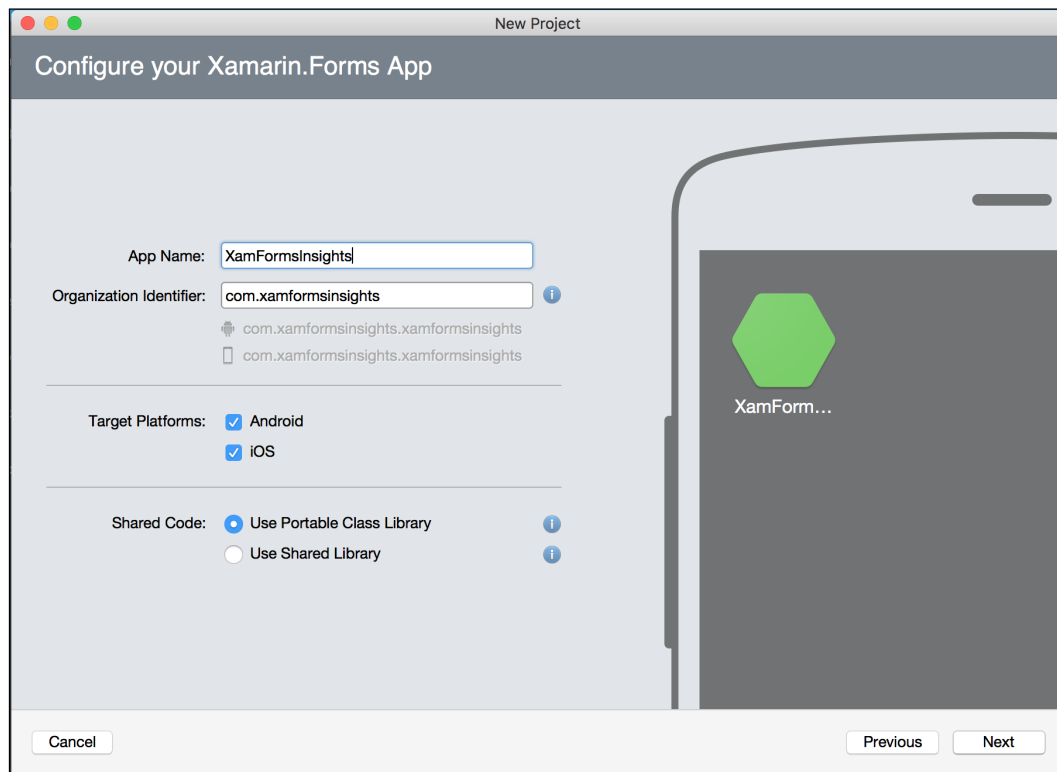 New Project
Configure your Xamarin.Forms App
App Name: XamFormsInsights
Organization Identifier: com.xamformsinsights
com.xamformsinsights.xamformsinsights
com.xamformsinsights.xamformsinsights
XamForm...
Target Platforms: Android
iOS
Shared Code: Use Portable Class Library
Use Shared Library
Cancel Previous Next